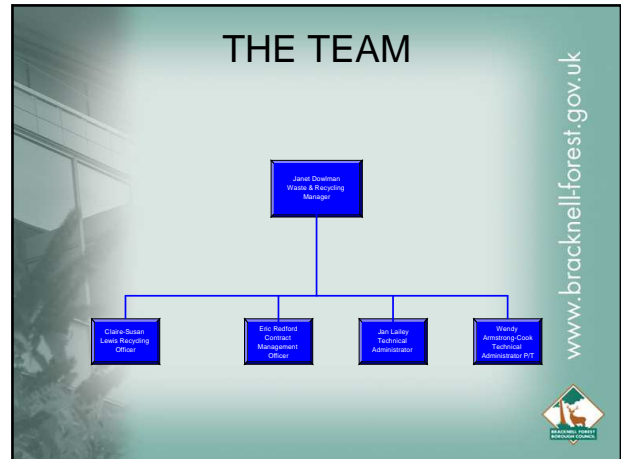 THE TEAM
Janet Dowlman
Waste & Recycling
Manager
Claire-Susan
Lewis Recycling
Officer
Eric Redford
Contract
Management
Officer
Jan Lailey
Technical
Administrator
Wendy
Armstrong-Cook
Technical
Administrator P/T
www.bracknell-forest.gov.uk
BRACKNELL FOREST
BOROUGH COUNCIL